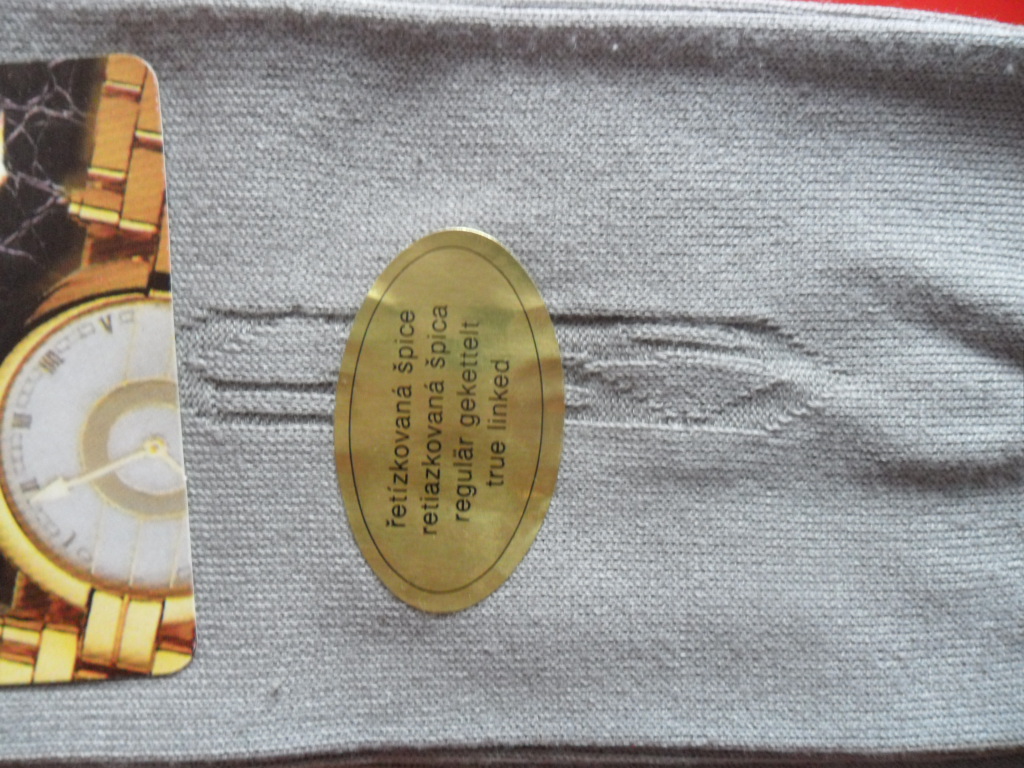 řetízkovaná špice
retiazkovaná špica
regulär gekettelt
true linked